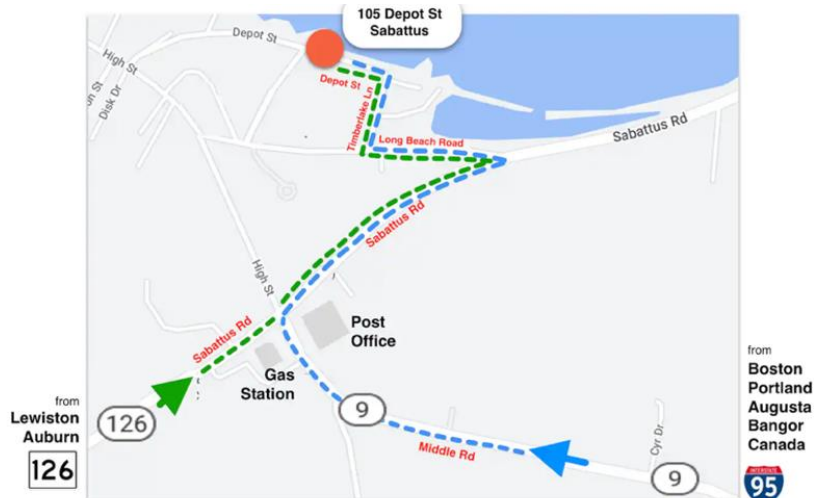 105 Depot St
Sabattus
Depot St
High St
on St
Disk Dr
Depot St
Timberlake Ln
Long Beach Road
Sabattus Rd
Sabattus Rd
High St
Sabattus Rd
Post
Office
Gas
Station
from
Lewiston
Auburn
126
126
9
Middle Rd
Cyr Dr
9
from
Boston
Portland
Augusta
Bangor
Canada
INTERSTATE
95